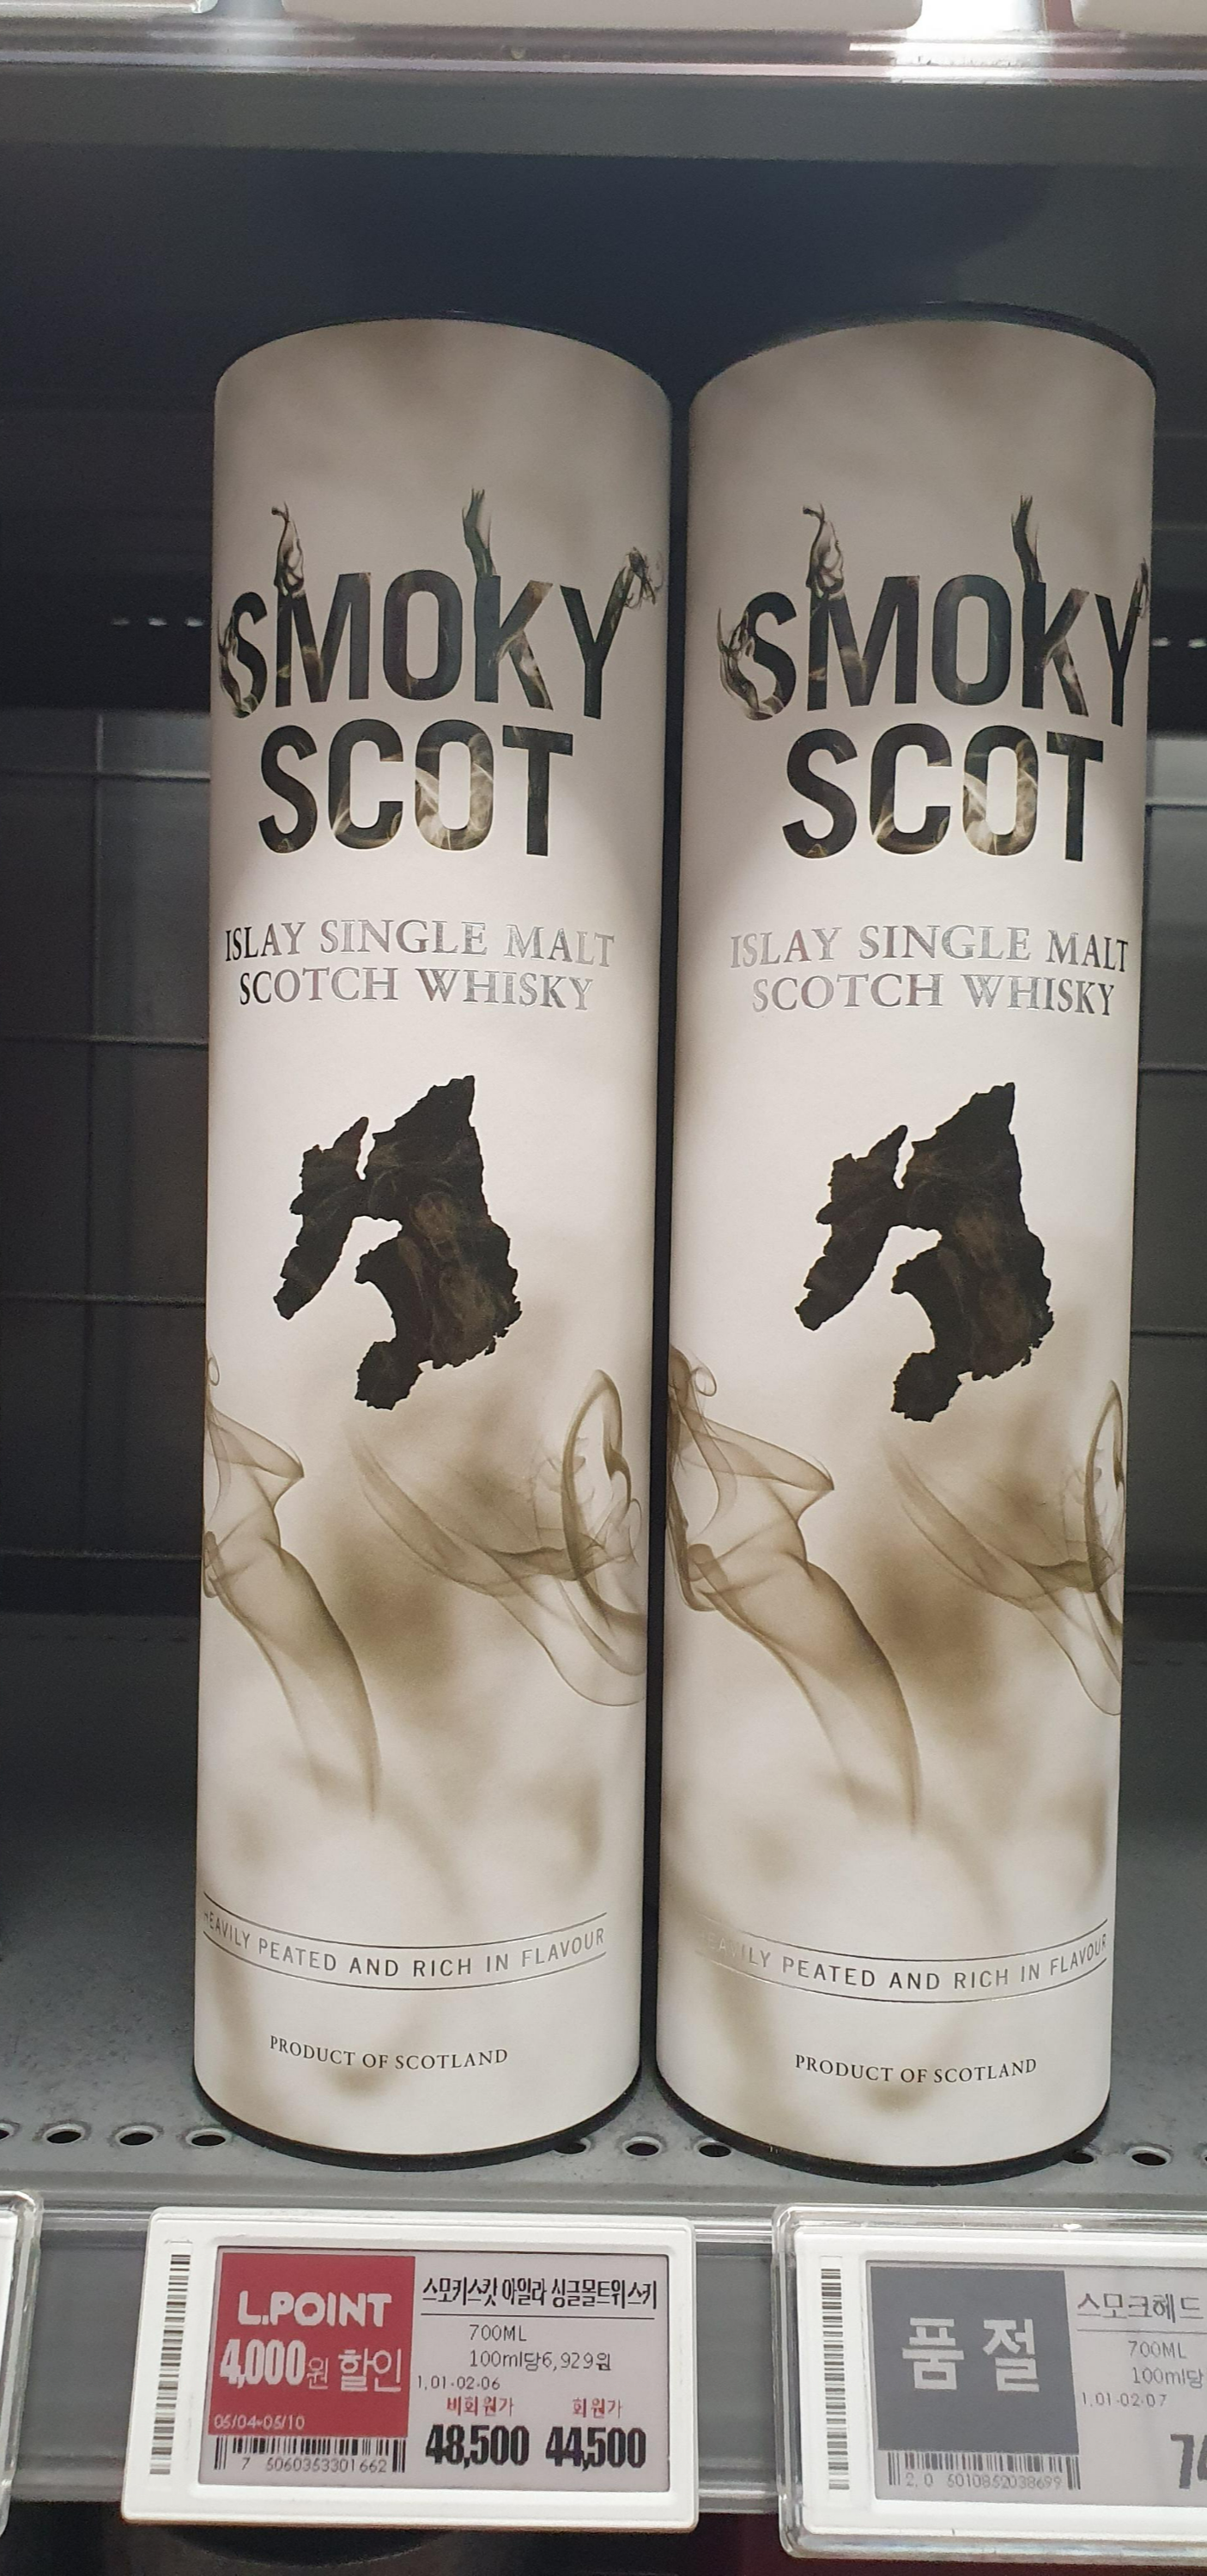 SMOKY
SCOT
ISLAY SINGLE MALT
SCOTCH WHISKY
HEAVILY PEATED AND RICH IN FLAVOUR
PRODUCT OF SCOTLAND
SMOKY
SCOT
ISLAY SINGLE MALT
SCOTCH WHISKY
HEAVILY PEATED AND RICH IN FLAVOUR
PRODUCT OF SCOTLAND
L.POINT
4,000원 할인
05/04~05/10
7 5060353301662
스모키스캇 아일라 싱글몰트위스키
700ML
100ml당6,929원
1,01-02-06
비회원가 회원가
48,500 44,500
품절
2,0 5010852038699
스모크헤드
700ML
100ml당
1,01-02-07